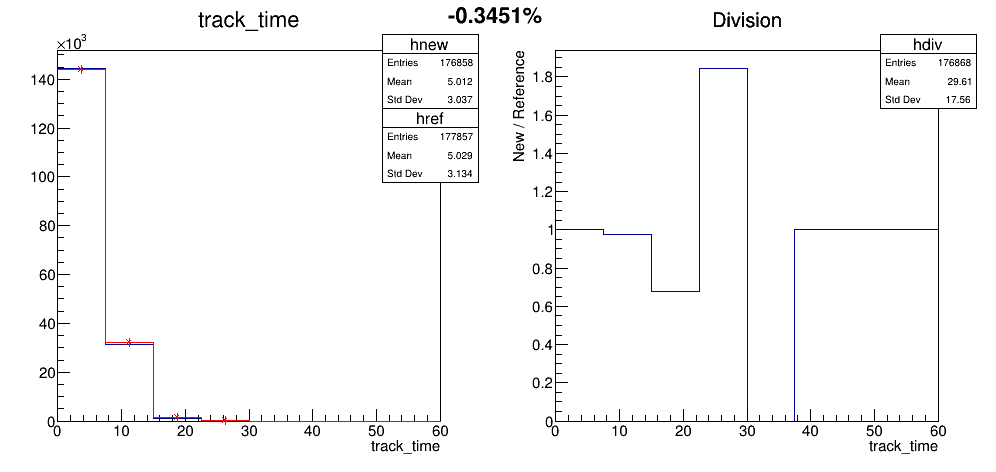 -0.3451%
track_time
×10³
hnew
Entries 176858
Mean 5.012
Std Dev 3.037
href
Entries 177857
Mean 5.029
Std Dev 3.134
140
120
100
80
60
40
20
0
0 10 20 30 40 50 60
track_time
Division
New / Reference
hdiv
Entries 176868
Mean 29.61
Std Dev 17.56
1.8
1.6
1.4
1.2
1
0.8
0.6
0.4
0.2
0
0 10 20 30 40 50 60
track_time